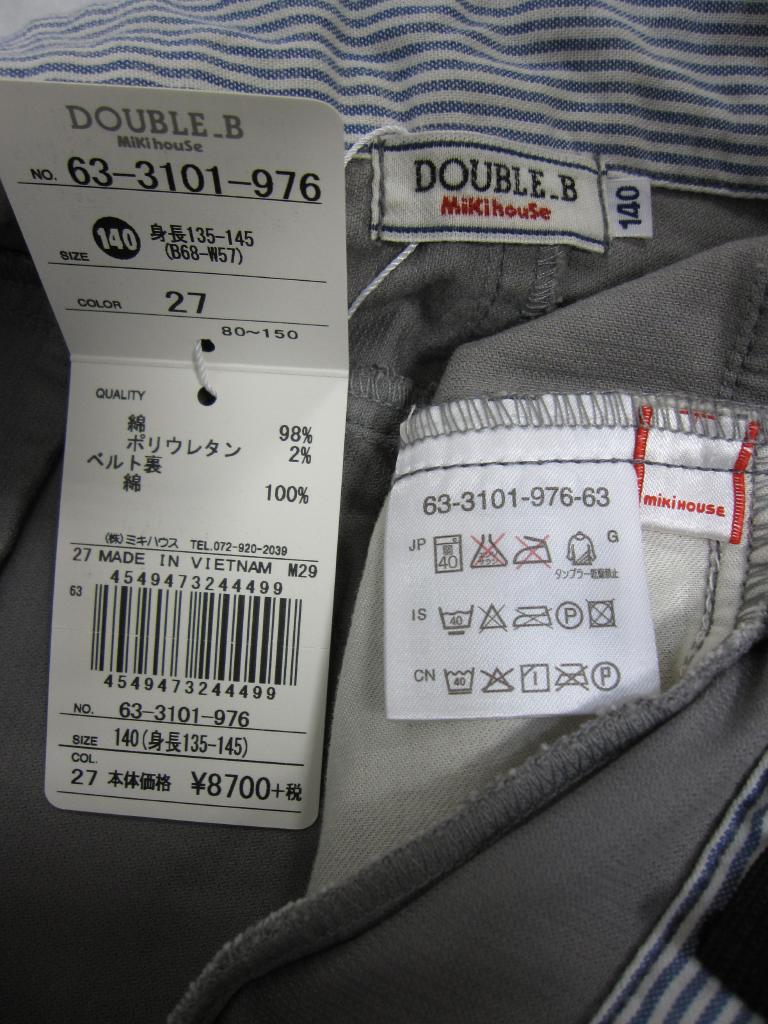 DOUBLE_B
MiKihouSe
NO. 63-3101-976
SIZE 140 身長135-145
(B68-W57)
COLOR 27
80~150
QUALITY
綿 98%
ポリウレタン 2%
ベルト裏
綿 100%
(株)ミキハウス TEL.072-920-2039
27 MADE IN VIETNAM M29
4549473244499
63
4549473244499
NO. 63-3101-976
SIZE 140(身長135-145)
COL.
27 本体価格 ¥8700+税
DOUBLE_B
MiKihouSe
140
63-3101-976-63
MIKIHOUSE
JP 40 G
タンブラー乾燥禁止
IS 40 P
CN 40 P